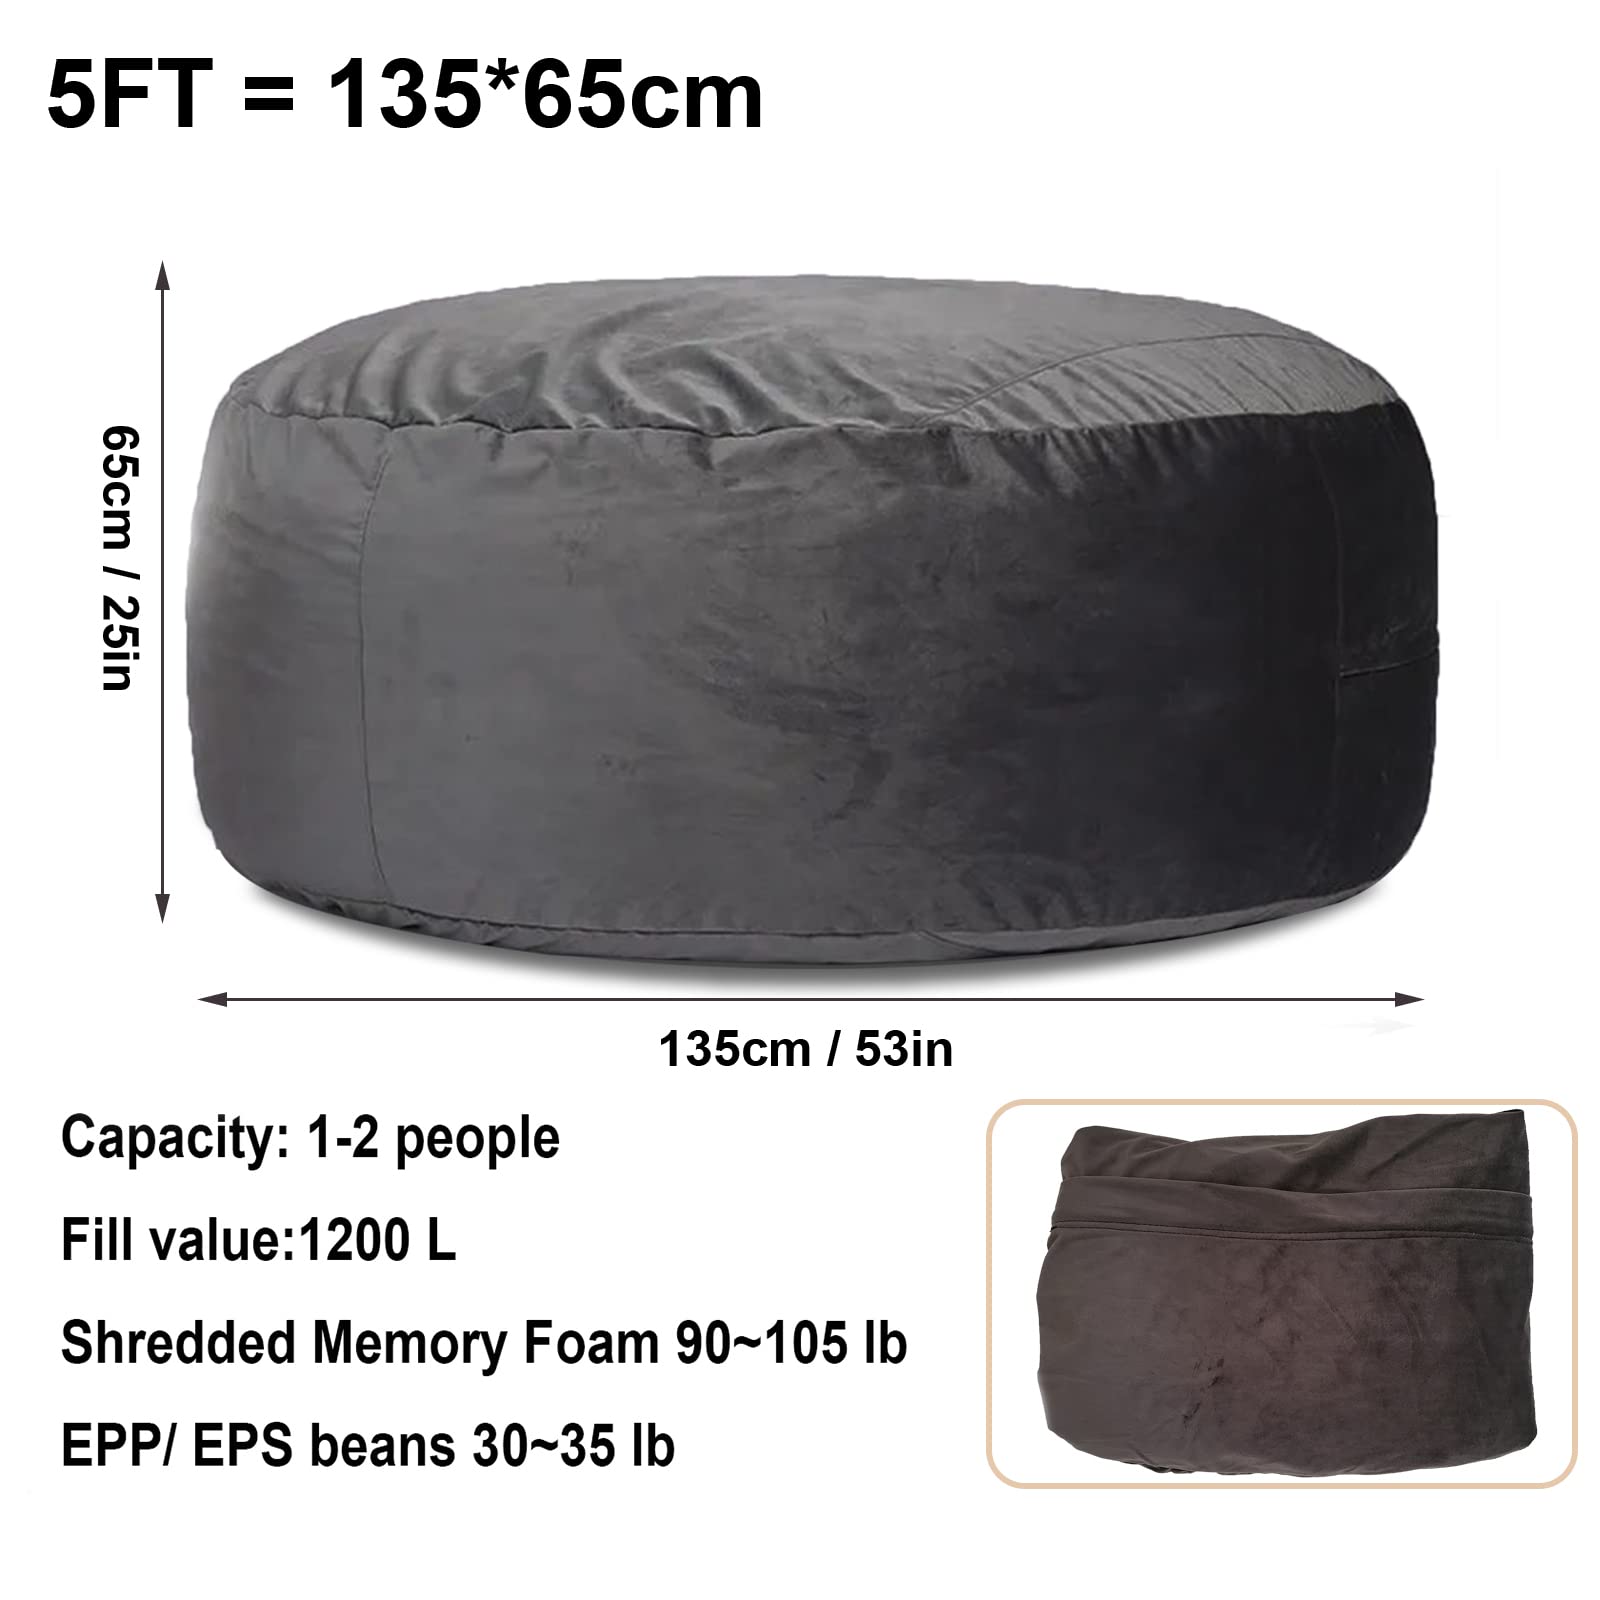 5FT = 135*65cm
65cm / 25in
135cm / 53in
Capacity: 1-2 people
Fill value:1200 L
Shredded Memory Foam 90~105 lb
EPP/ EPS beans 30~35 lb